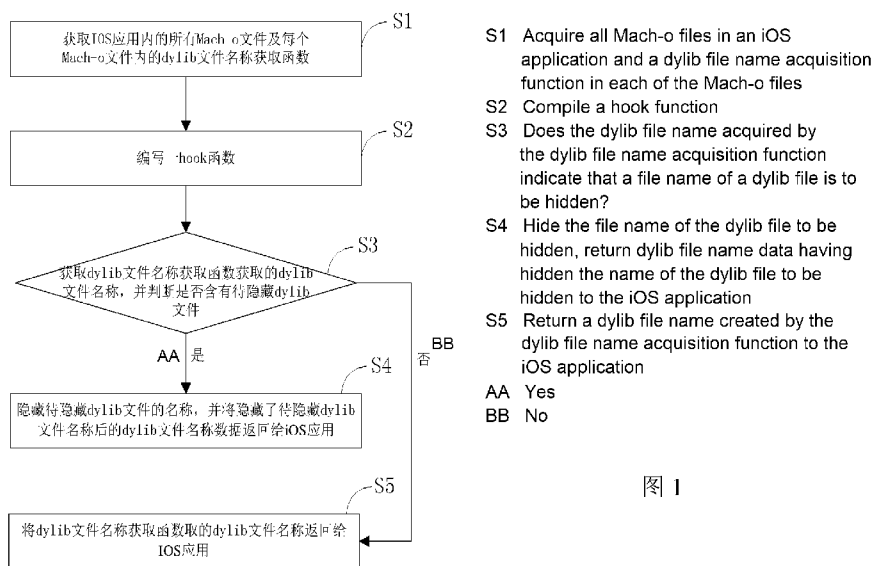 S1
获取IOS应用内的所有Mach-o文件及每个
Mach-o文件内的dylib文件名称获取函数
S2
编写 hook函数
S3
获取dylib文件名称获取函数获取的dylib
文件名称，并判断是否含有待隐藏dylib
文件
AA 是
BB
否
S4
隐藏待隐藏dylib文件的名称，并将隐藏了待隐藏dylib
文件名称后的dylib文件名称数据返回给iOS应用
S5
将dylib文件名称获取函数取的dylib文件名称返回给
IOS应用
S1 Acquire all Mach-o files in an iOS
application and a dylib file name acquisition
function in each of the Mach-o files
S2 Compile a hook function
S3 Does the dylib file name acquired by
the dylib file name acquisition function
indicate that a file name of a dylib file is to
be hidden?
S4 Hide the file name of the dylib file to be
hidden, return dylib file name data having
hidden the name of the dylib file to be
hidden to the iOS application
S5 Return a dylib file name created by the
dylib file name acquisition function to the
iOS application
AA Yes
BB No
图 1